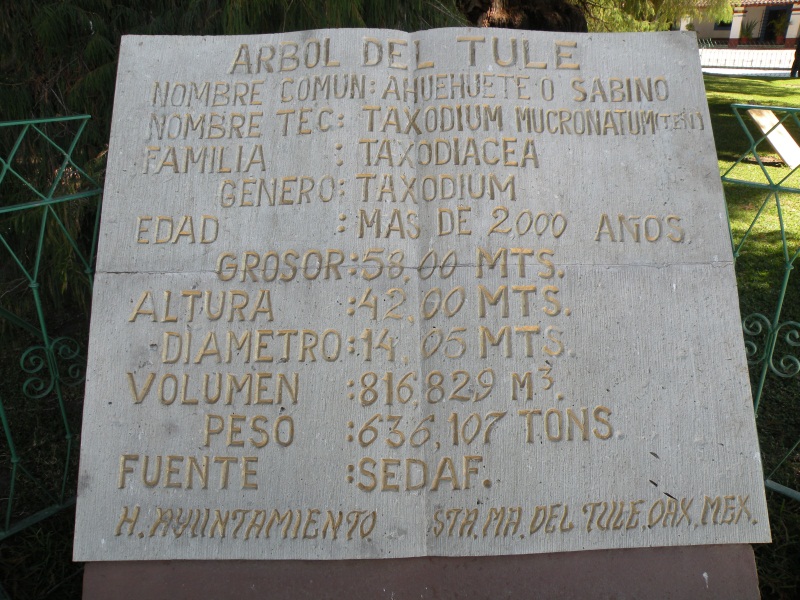 ARBOL DEL TULE
NOMBRE COMUN: AHUEHUETE O SABINO
NOMBRE TEC: TAXODIUM MUCRONATUM(TEN)
FAMILIA : TAXODIACEA
GENERO: TAXODIUM
EDAD : MAS DE 2000 AÑOS.
GROSOR: 58,00 MTS.
ALTURA : 42,00 MTS.
DIAMETRO: 14,05 MTS.
VOLUMEN : 816,829 M³.
PESO : 636,107 TONS.
FUENTE : SEDAF.
H. AYUNTAMIENTO STA. MA. DEL TULE. OAX. MEX.